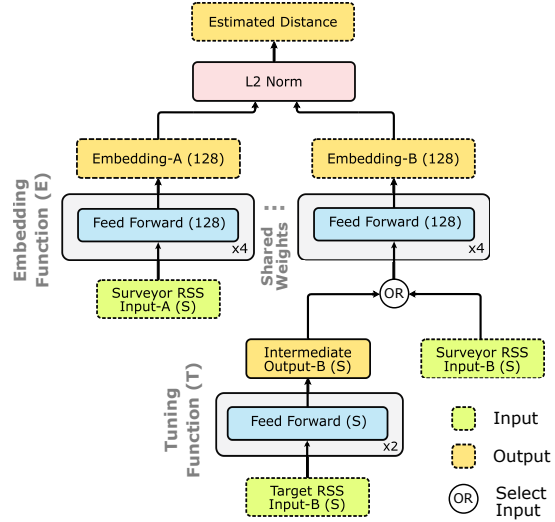 Estimated Distance
L2 Norm
Embedding-A (128)
Embedding-B (128)
Embedding
Function (E)
Feed Forward (128)
x4
...
Shared
Weights
Feed Forward (128)
x4
Surveyor RSS
Input-A (S)
OR
Intermediate
Output-B (S)
Surveyor RSS
Input-B (S)
Tuning
Function (T)
Feed Forward (S)
x2
Target RSS
Input-B (S)
Input
Output
OR
Select
Input